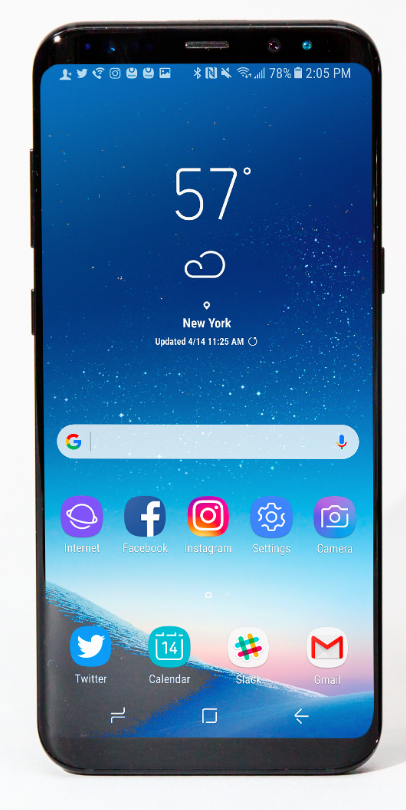 78% 2:05 PM
57°
New York
Updated 4/14 11:25 AM
G
Internet Facebook Instagram Settings Camera
14
Twitter Calendar Slack Gmail